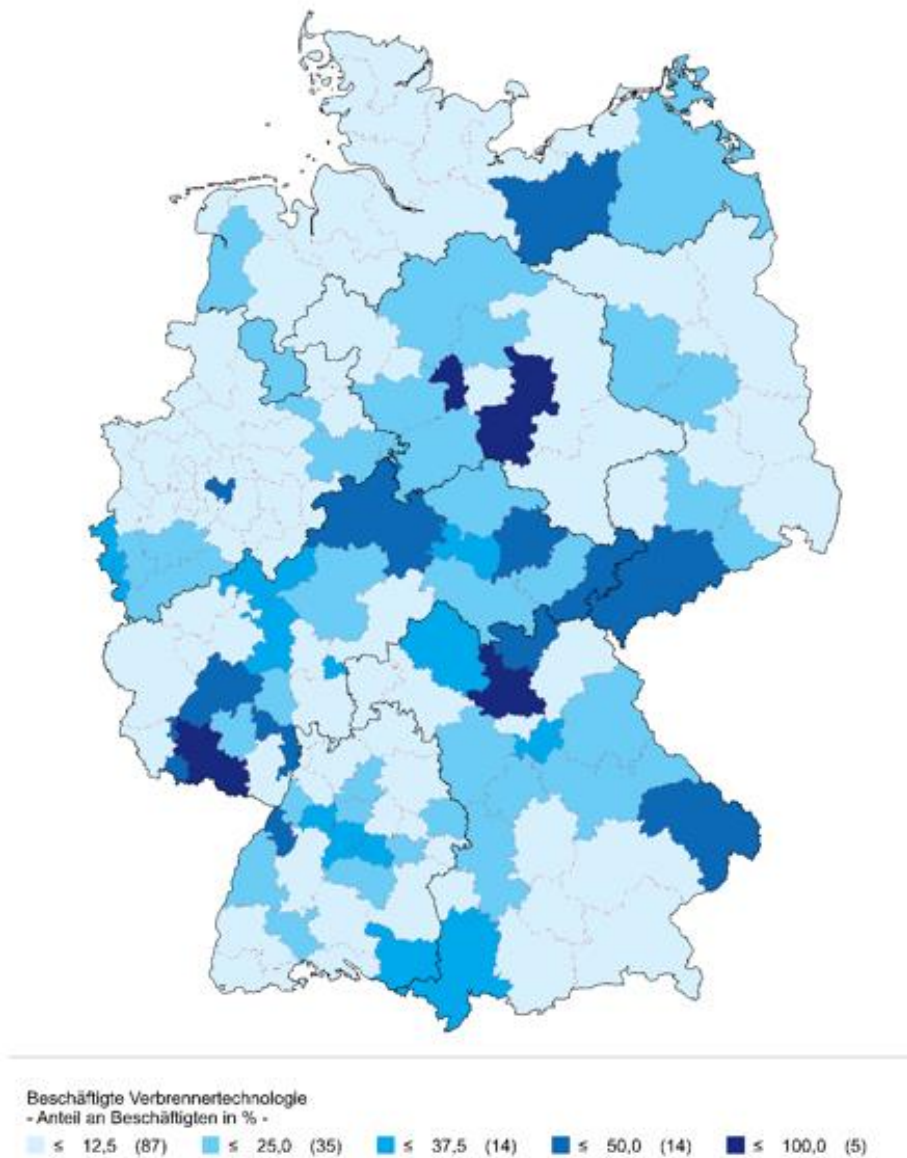 Beschäftigte Verbrennertechnologie
- Anteil an Beschäftigten in % -
≤ 12,5 (87) ≤ 25,0 (35) ≤ 37,5 (14) ≤ 50,0 (14) ≤ 100,0 (5)